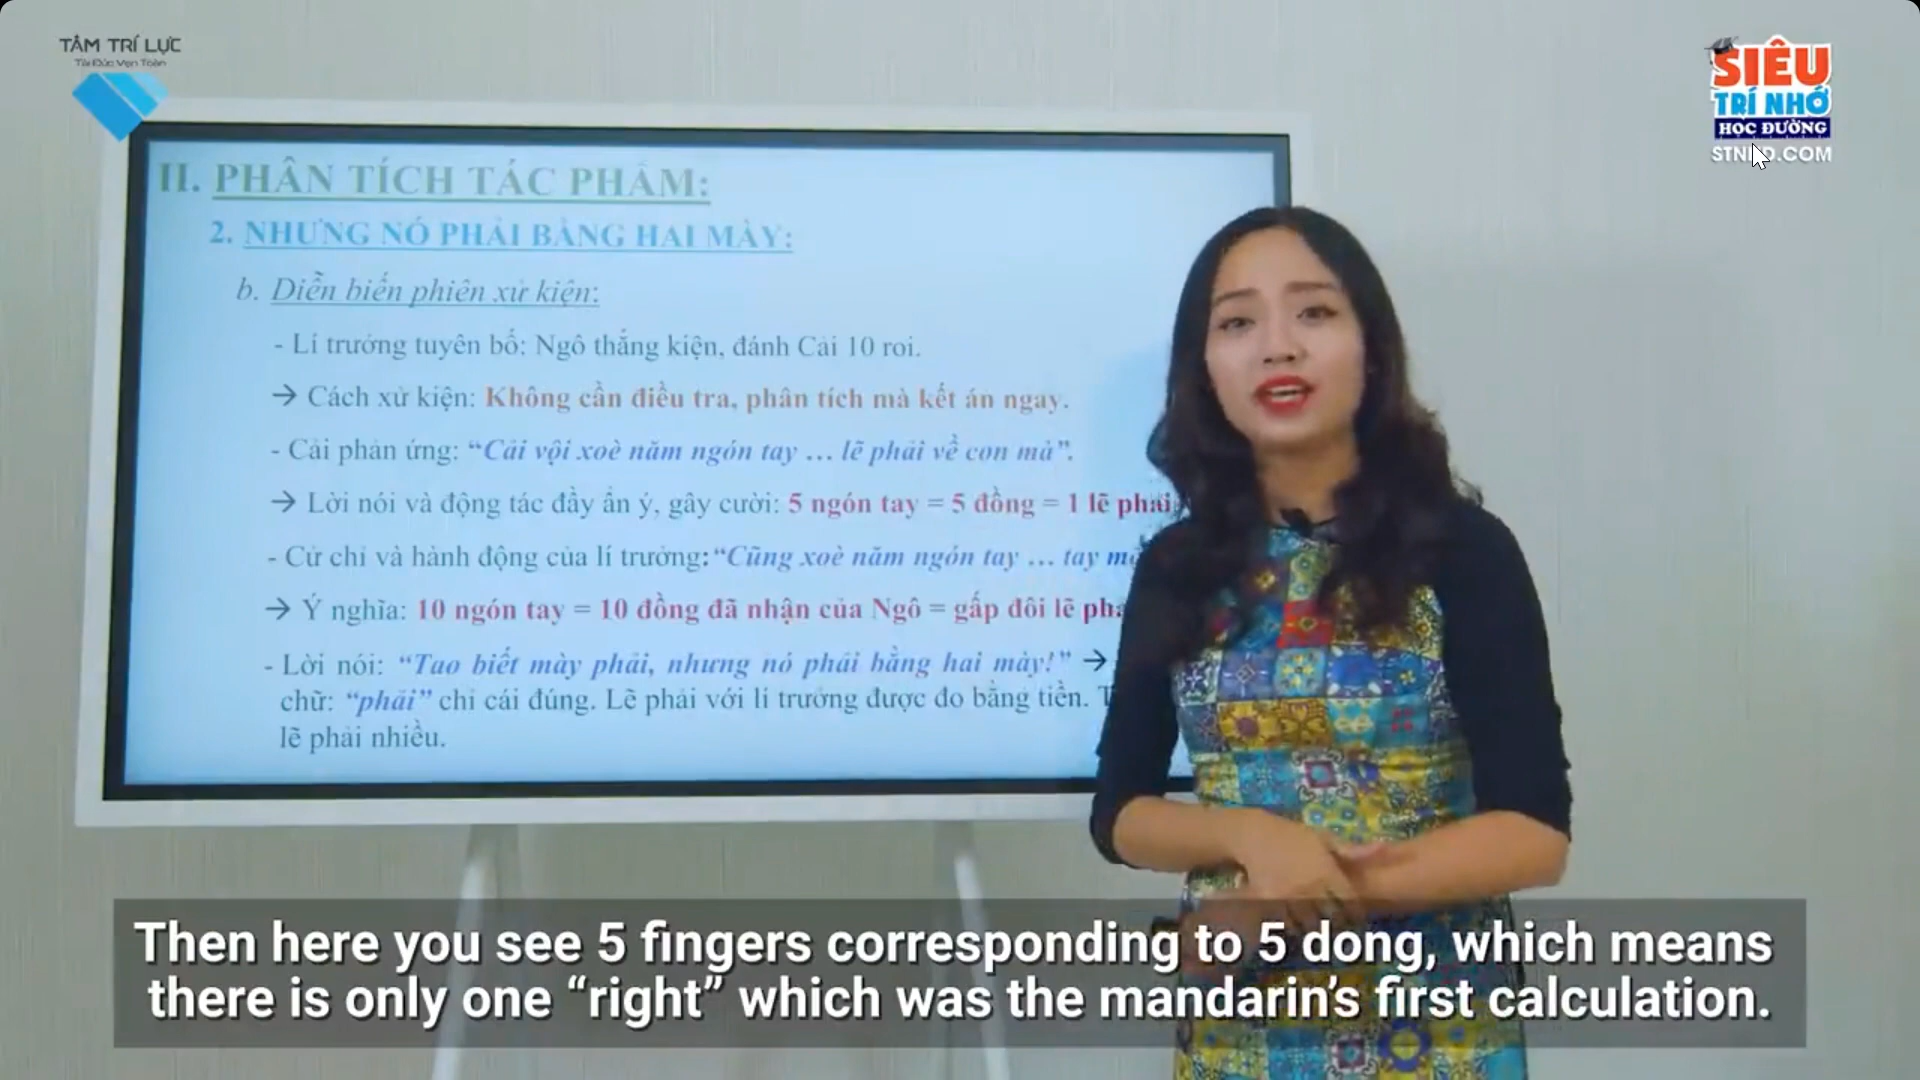 TÂM TRÍ LỰC
Tài Đức Vẹn Toàn
SIÊU
TRÍ NHỚ
HỌC ĐƯỜNG
.COM
II. PHÂN TÍCH TÁC PHẨM:
2. NHƯNG NÓ PHẢI BẰNG HAI MÀY:
b. Diễn biến phiên xử kiện:
- Lí trưởng tuyên bố: Ngô thắng kiện, đánh Cải 10 roi.
→ Cách xử kiện: Không cần điều tra, phân tích mà kết án ngay.
- Cải phản ứng: “Cải vội xoè năm ngón tay ... lẽ phải về con mà”.
→ Lời nói và động tác đầy ẩn ý, gây cười: 5 ngón tay = 5 đồng = 1 lẽ phải
- Cử chỉ và hành động của lí trưởng: “Cũng xoè năm ngón tay ... tay
→ Ý nghĩa: 10 ngón tay = 10 đồng đã nhận của Ngô = gấp đôi lẽ
- Lời nói: “Tao biết mày phải, nhưng nó phải bằng hai mày!” →
chữ: “phải” chỉ cái đúng. Lẽ phải với lí trưởng được đo bằng tiền.
lẽ phải nhiều.
Then here you see 5 fingers corresponding to 5 dong, which means
there is only one “right” which was the mandarin’s first calculation.